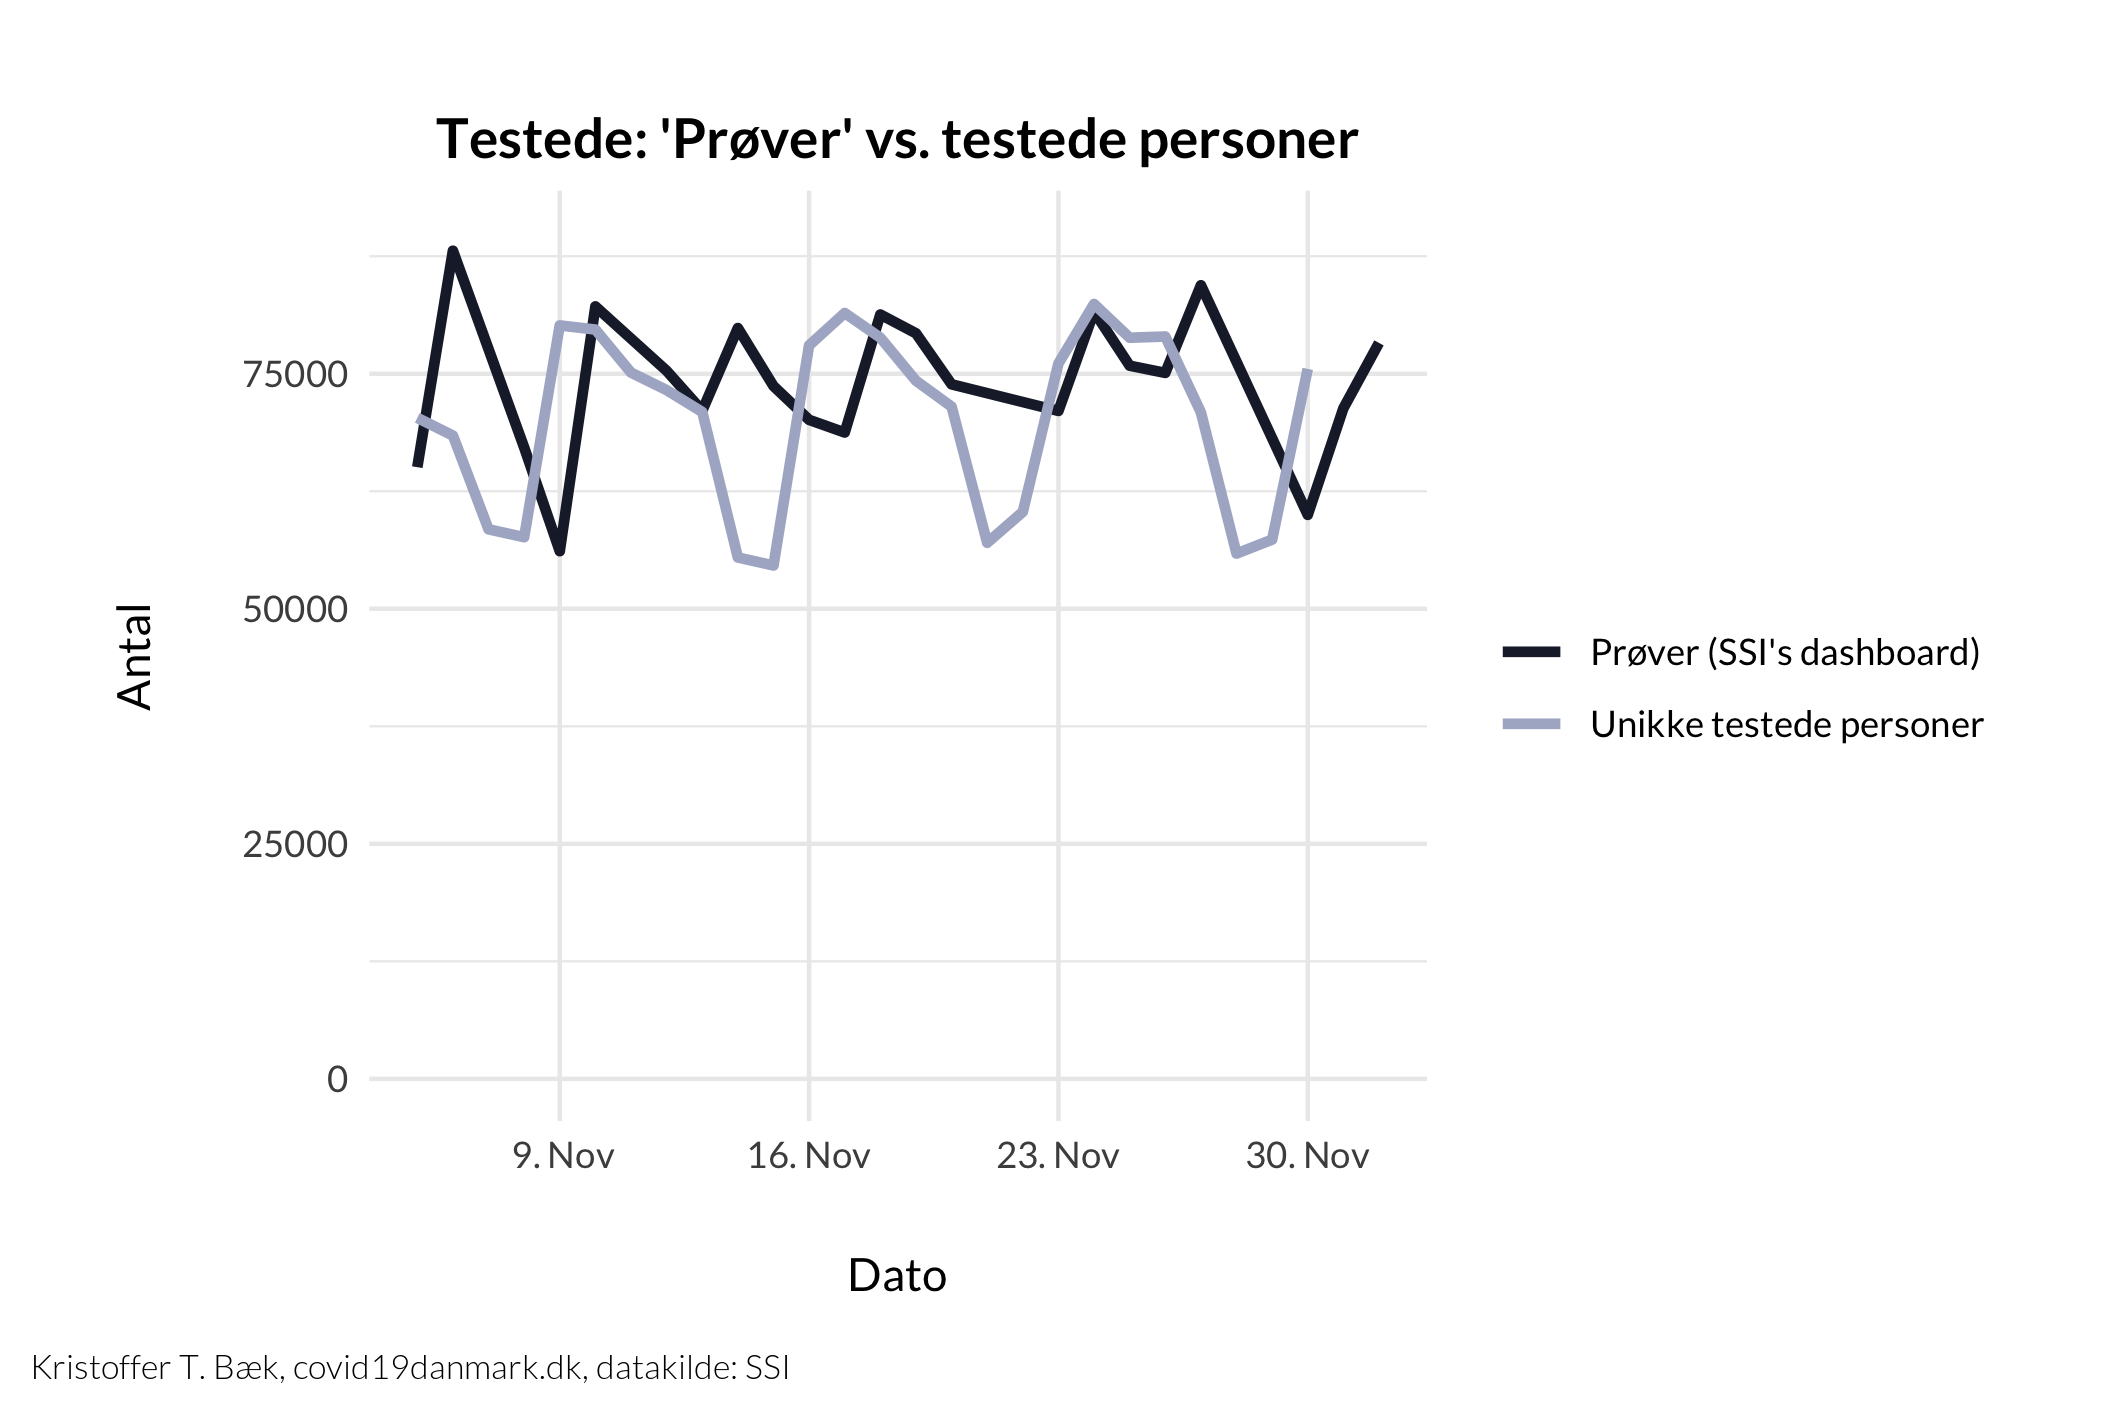 Testede: 'Prøver' vs. testede personer
Antal
75000
50000
25000
0
9. Nov
16. Nov
23. Nov
30. Nov
Dato
Prøver (SSI's dashboard)
Unikke testede personer
Kristoffer T. Bæk, covid19danmark.dk, datakilde: SSI